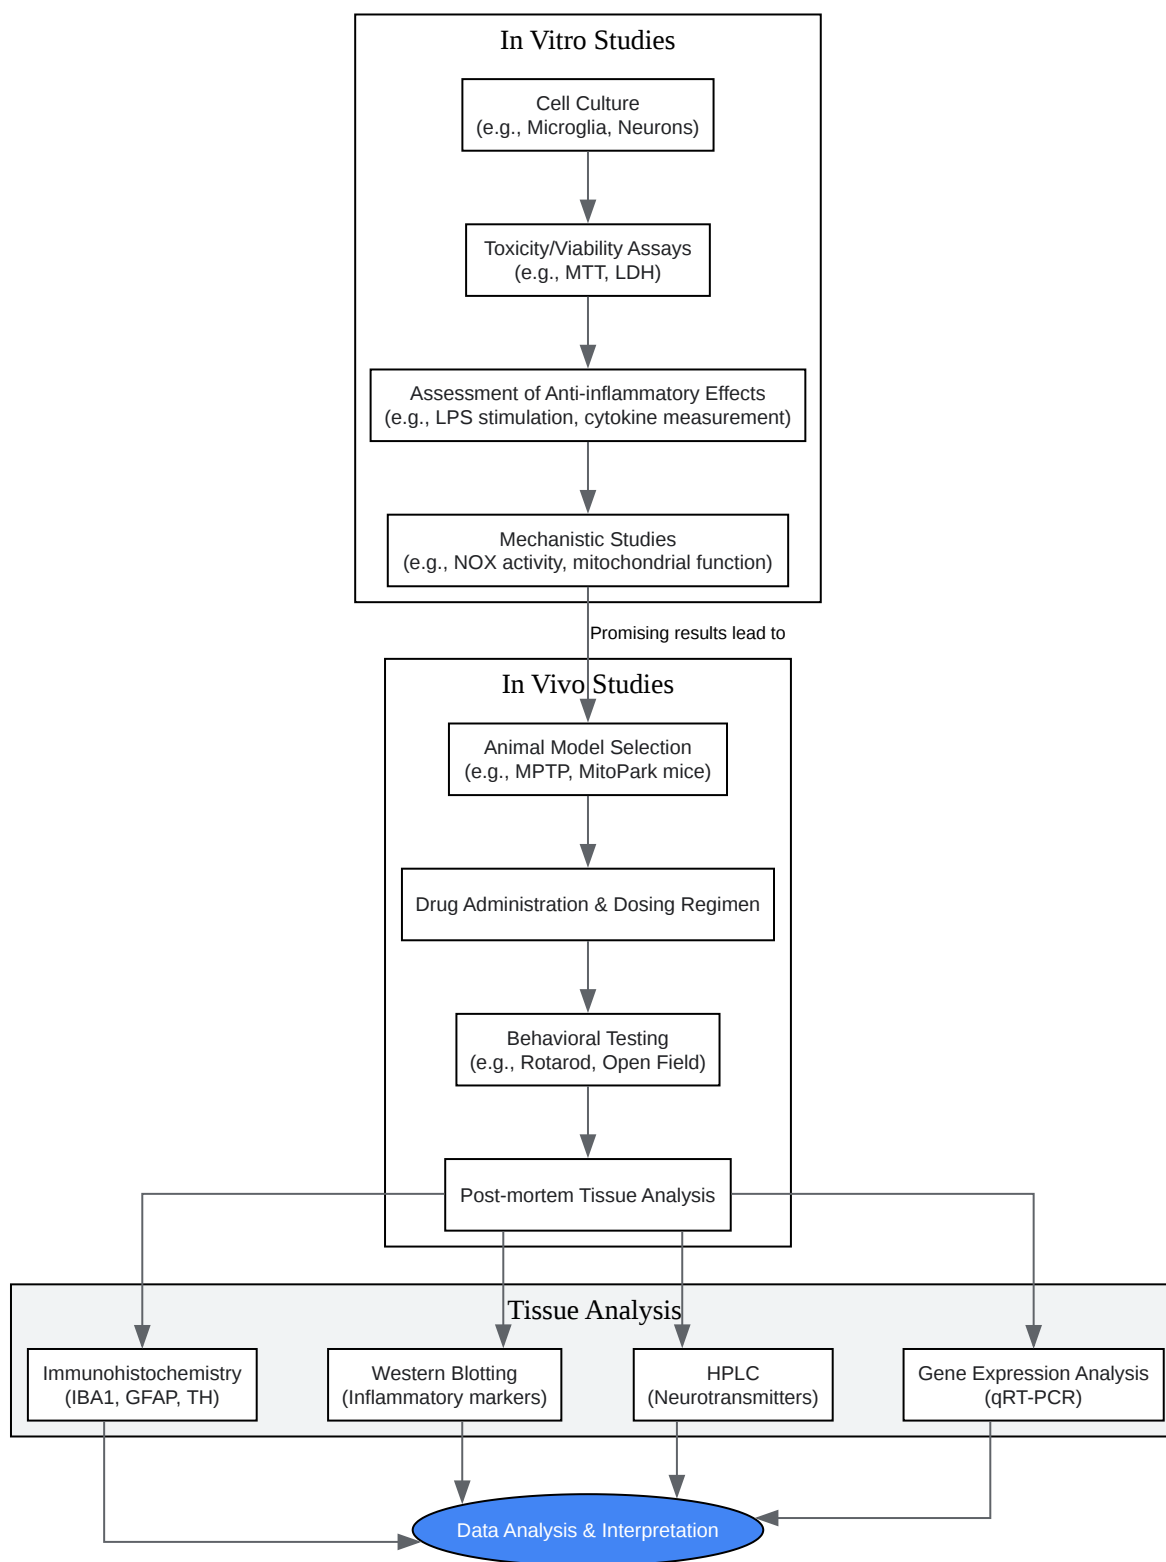 In Vitro Studies
Cell Culture
(e.g., Microglia, Neurons)
Toxicity/Viability Assays
(e.g., MTT, LDH)
Assessment of Anti-inflammatory Effects
(e.g., LPS stimulation, cytokine measurement)
Mechanistic Studies
(e.g., NOX activity, mitochondrial function)
Promising results lead to
In Vivo Studies
Animal Model Selection
(e.g., MPTP, MitoPark mice)
Drug Administration & Dosing Regimen
Behavioral Testing
(e.g., Rotarod, Open Field)
Post-mortem Tissue Analysis
Tissue Analysis
Immunohistochemistry
(IBA1, GFAP, TH)
Western Blotting
(Inflammatory markers)
HPLC
(Neurotransmitters)
Gene Expression Analysis
(qRT-PCR)
Data Analysis & Interpretation